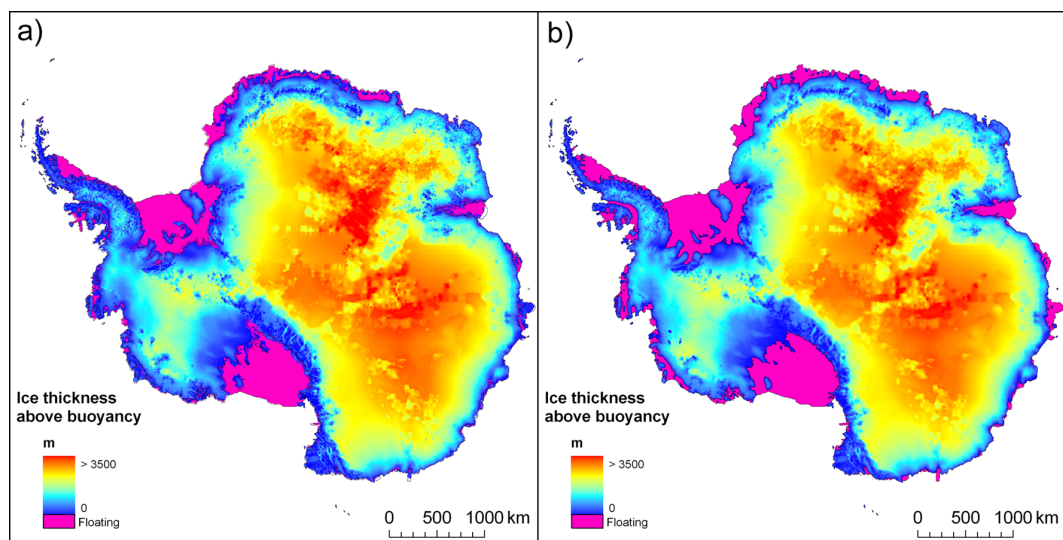 a)
Ice thickness
above buoyancy
m
> 3500
0
Floating
0 500 1000 km
b)
Ice thickness
above buoyancy
m
> 3500
0
Floating
0 500 1000 km